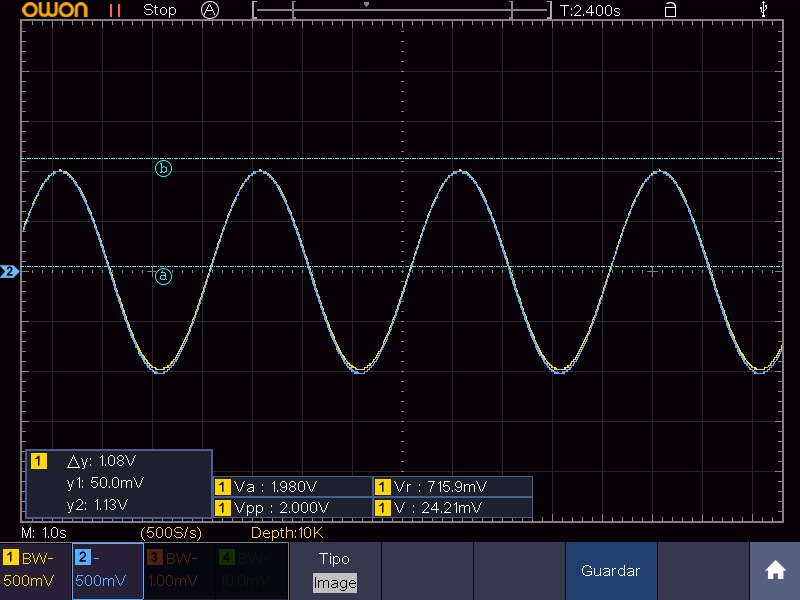 OWON Stop A T:2.400s
b
2
a
1 △y: 1.08V
y1: 50.0mV
y2: 1.13V
1 Va : 1.980V 1 Vr : 715.9mV
1 Vpp : 2.000V 1 V : 24.21mV
M: 1.0s (500S/s) Depth:10K
1 BW- 2 - 3 BW- 4 BW- Tipo
500mV 500mV 1.00mV 10.0mV Image
Guardar